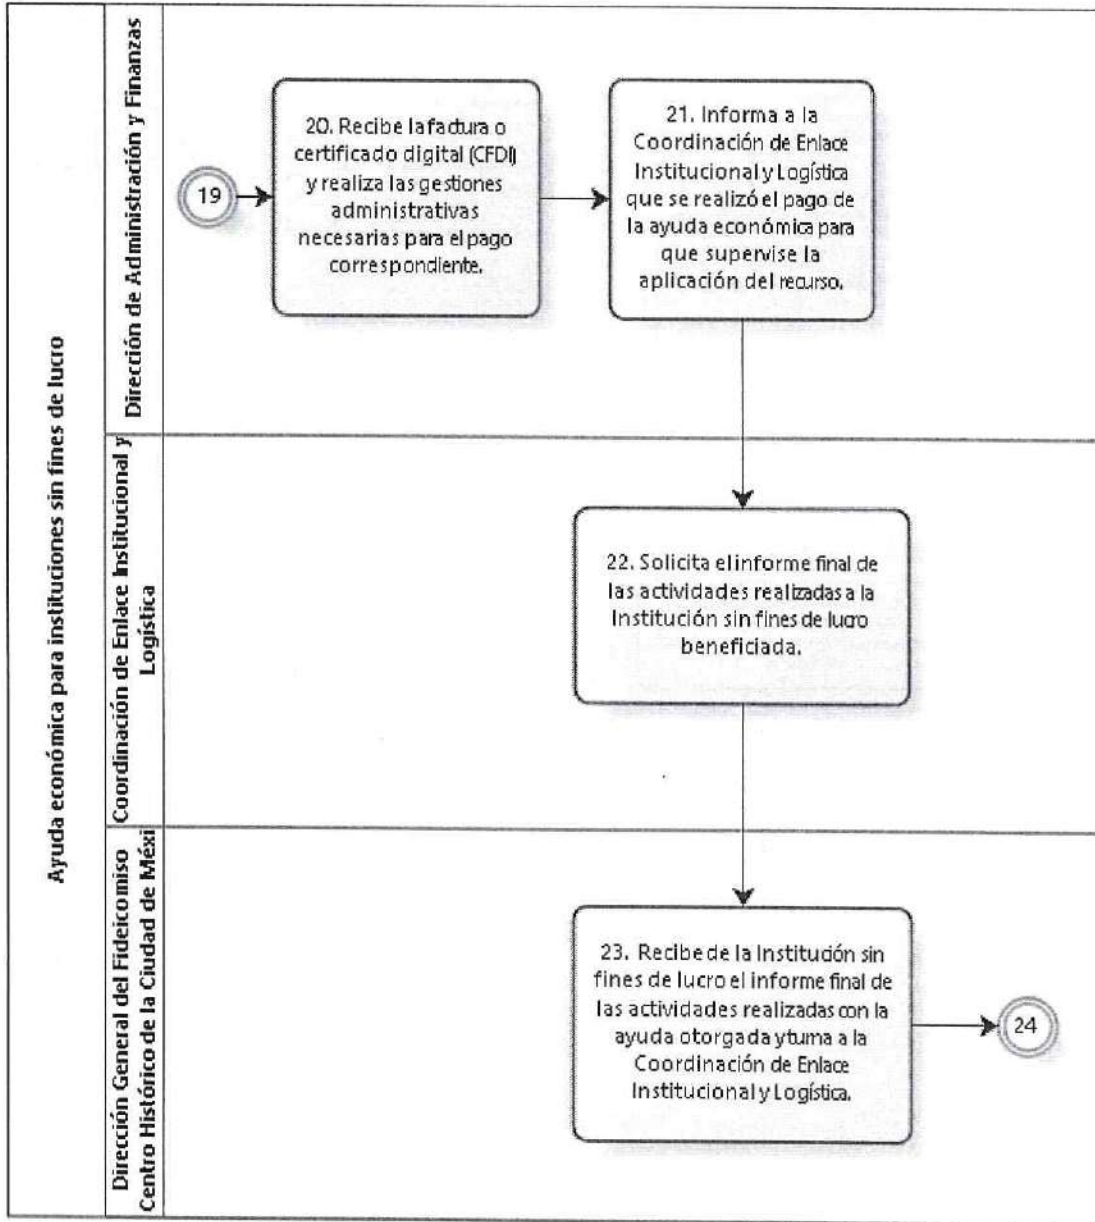 Ayuda económica para instituciones sin fines de lucro
Dirección de Administración y Finanzas
19
20. Recibe la factura o
certificado digital (CFDI)
y realiza las gestiones
administrativas
necesarias para el pago
correspondiente.
21. Informa a la
Coordinación de Enlace
Institucional y Logística
que se realizó el pago de
la ayuda económica para
que supervise la
aplicación del recurso.
Coordinación de Enlace Institucional y
Logística
22. Solicita el informe final de
las actividades realizadas a la
Institución sin fines de lucro
beneficiada.
Dirección General del Fideicomiso
Centro Histórico de la Ciudad de Méxi
23. Recibe de la Institución sin
fines de lucro el informe final de
las actividades realizadas con la
ayuda otorgada y turna a la
Coordinación de Enlace
Institucional y Logística.
24